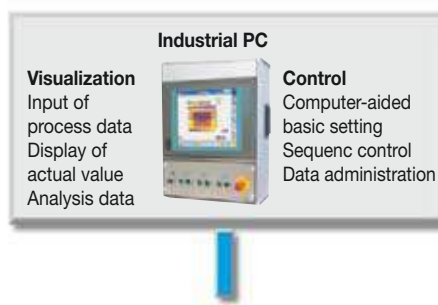 Industrial PC
Visualization
Input of
process data
Display of
actual value
Analysis data
Control
Computer-aided
basic setting
Sequenc control
Data administration